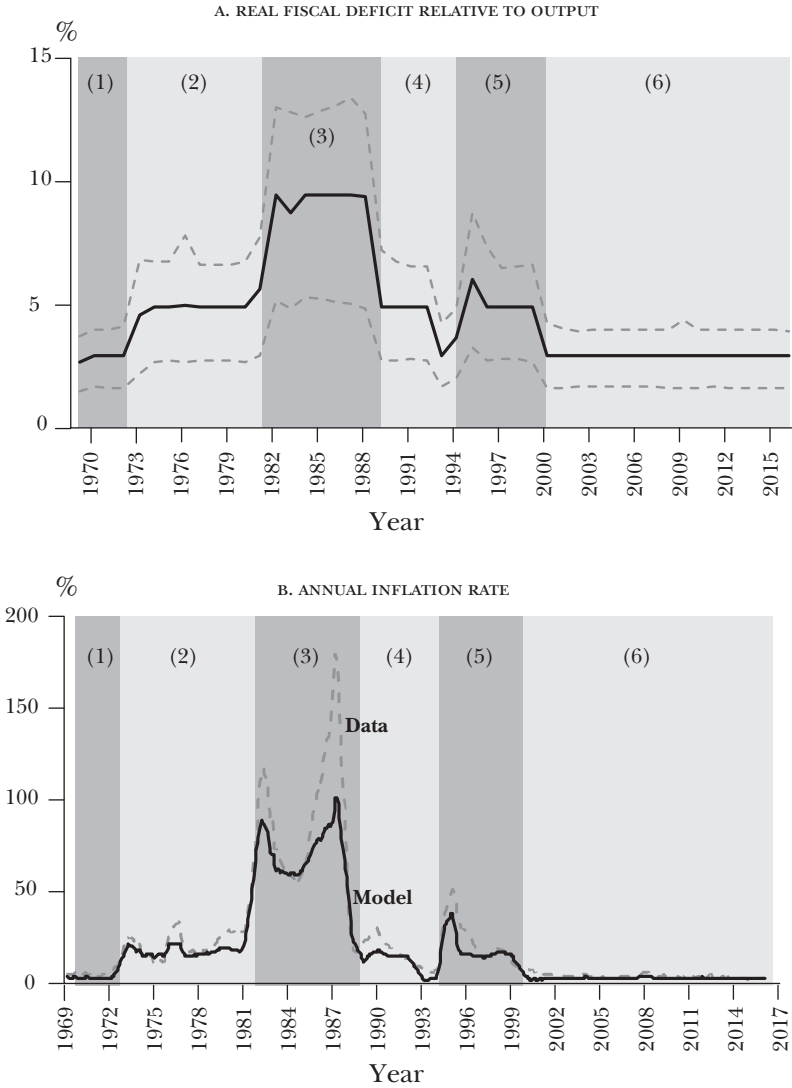 A. REAL FISCAL DEFICIT RELATIVE TO OUTPUT
%
15
(1) (2) (4) (5) (6)
(3)
10
5
0
1970 1973 1976 1979 1982 1985 1988 1991 1994 1997 2000 2003 2006 2009 2012 2015
Year
% B. ANNUAL INFLATION RATE
200
(1) (2) (3) (4) (5) (6)
Data
150
100
Model
50
0
1969 1972 1975 1978 1981 1984 1987 1990 1993 1996 1999 2002 2005 2008 2011 2014 2017
Year